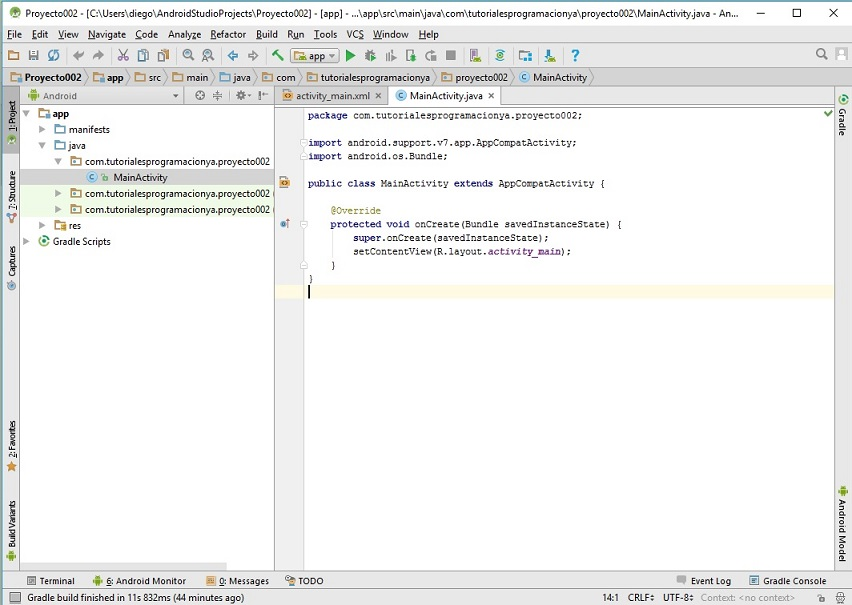 Proyecto002 - [C:\Users\diego\AndroidStudioProjects\Proyecto002] - [app] - ...\app\src\main\java\com\tutorialesprogramacionya\proyecto002\MainActivity.java - An...
File Edit View Navigate Code Analyze Refactor Build Run Tools VCS Window Help
app
Proyecto002 app src main java com tutorialesprogramacionya proyecto002 MainActivity
Android
activity_main.xml MainActivity.java
1: Project
7: Structure
Captures
2: Favorites
Build Variants
app
manifests
java
com.tutorialesprogramacionya.proyecto002
MainActivity
com.tutorialesprogramacionya.proyecto002 (
com.tutorialesprogramacionya.proyecto002 (
res
Gradle Scripts
package com.tutorialesprogramacionya.proyecto002;
import android.support.v7.app.AppCompatActivity;
import android.os.Bundle;
public class MainActivity extends AppCompatActivity {
@Override
protected void onCreate(Bundle savedInstanceState) {
super.onCreate(savedInstanceState);
setContentView(R.layout.activity_main);
}
}
Gradle
Android Model
Terminal 6: Android Monitor 0: Messages TODO Event Log Gradle Console
Gradle build finished in 11s 832ms (44 minutes ago) 14:1 CRLF UTF-8 Context: <no context>